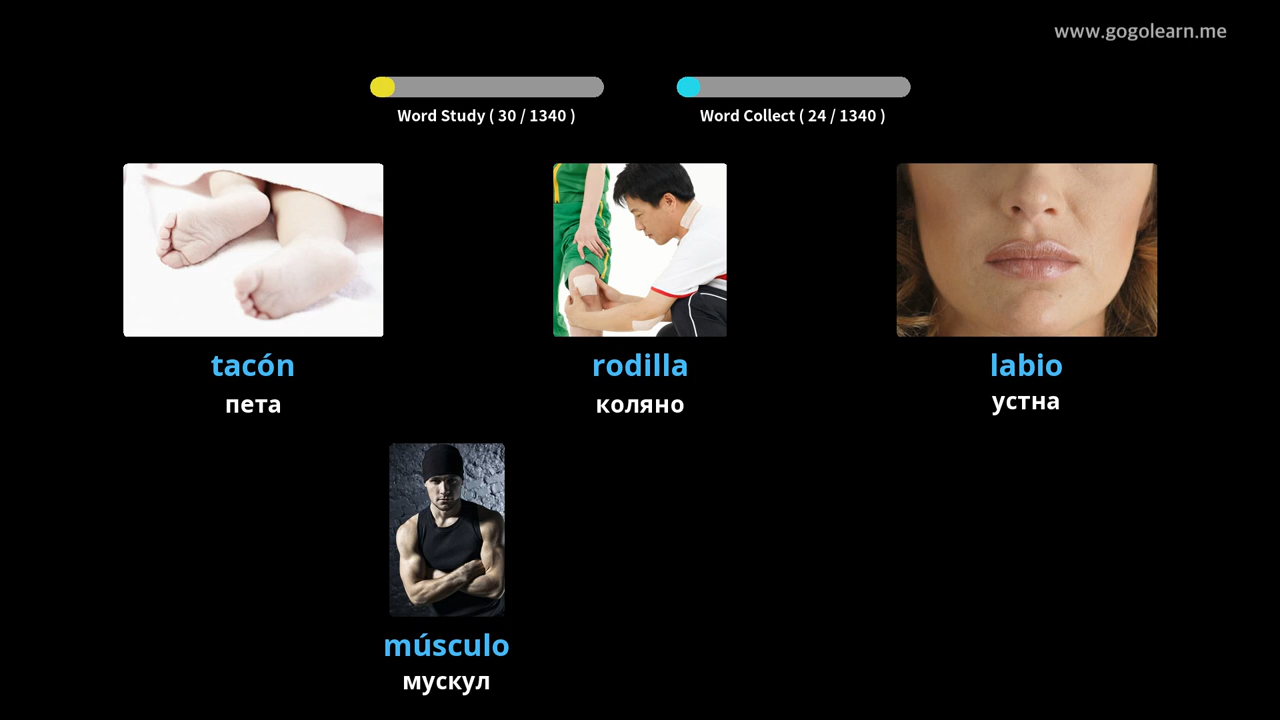 www.gogolearn.me
Word Study ( 30 / 1340 )
Word Collect ( 24 / 1340 )
tacón
rodilla
labio
пета
коляно
устна
músculo
мускул